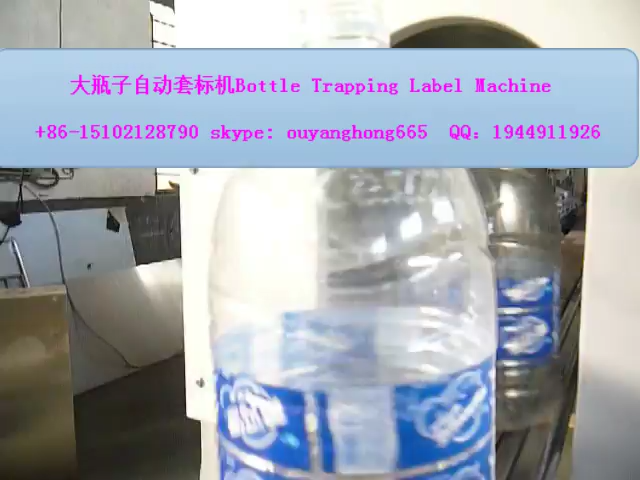 大瓶子自动套标机Bottle Trapping Label Machine
+86-15102128790 skype: ouyanghong665 QQ: 1944911926